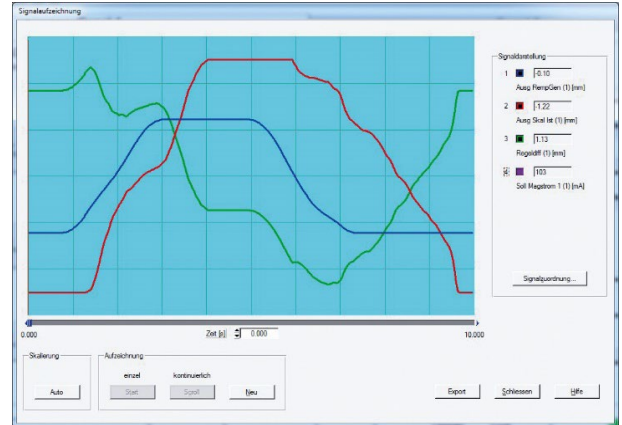 Signalaufzeichnung
Signaldarstellung
1 -0.10
Ausg RampGen (1) [mm]
2 -1.22
Ausg Skal Ist (1) [mm]
3 1.13
Regeldiff (1) [mm]
4 103
Soll Magstrom 1 (1) [mA]
Signalzuordnung...
0.000 Zeit [s] 0.000 10.000
Skalierung
Auto
Aufzeichnung
einzel kontinuierlich
Start Scroll Neu
Export Schliessen Hilfe